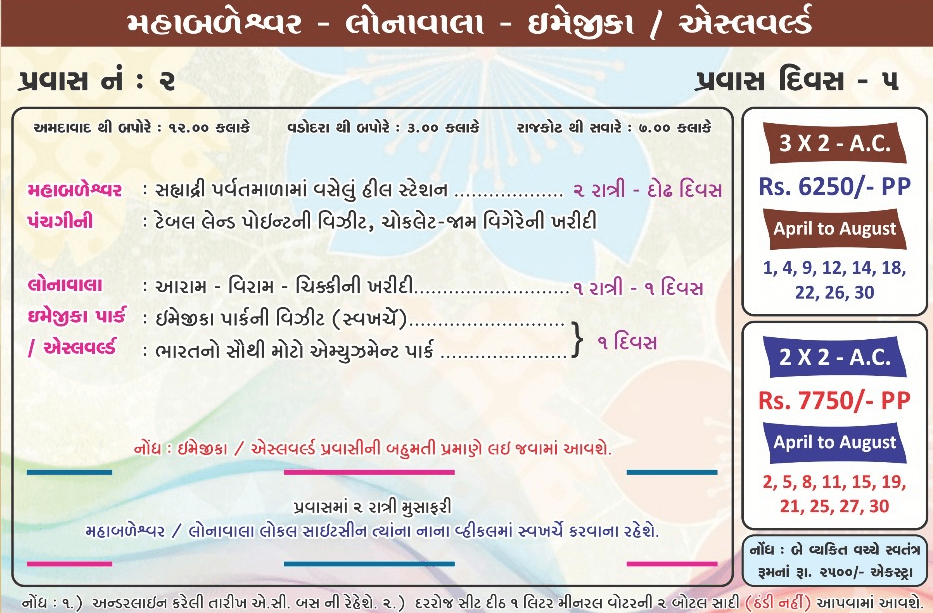 મહાબળેશ્વર - લોનાવાલા - ઇમેજીકા / એસ્લવર્લ્ડ
પ્રવાસ નં : ૨
પ્રવાસ દિવસ - ૫
અમદાવાદ થી બપોરે : ૧૨.૦૦ કલાકે વડોદરા થી બપોરે : ૩.૦૦ કલાકે રાજકોટ થી સવારે : ૭.૦૦ કલાકે
મહાબળેશ્વર : સહ્યાદ્રી પર્વતમાળામાં વસેલું હીલ સ્ટેશન .................... ૨ રાત્રી - દોઢ દિવસ
પંચગીની : ટેબલ લેન્ડ પોઇન્ટની વિઝીટ, ચોકલેટ-જામ વિગેરેની ખરીદી
લોનાવાલા : આરામ - વિરામ - ચિક્કીની ખરીદી............................ ૧ રાત્રી - ૧ દિવસ
ઇમેજીકા પાર્ક : ઇમેજીકા પાર્કની વિઝીટ (સ્વખર્ચે)............................
/ એસ્લવર્લ્ડ : ભારતનો સૌથી મોટો એમ્યુઝમેન્ટ પાર્ક ....................... } ૧ દિવસ
નોંધ : ઇમેજીકા / એસ્લવર્લ્ડ પ્રવાસીની બહુમતી પ્રમાણે લઇ જવામાં આવશે.
પ્રવાસમાં ૨ રાત્રી મુસાફરી
મહાબળેશ્વર / લોનાવાલા લોકલ સાઇટસીન ત્યાંના નાના વ્હીકલમાં સ્વખર્ચે કરવાના રહેશે.
3 X 2 - A.C.
Rs. 6250/- PP
April to August
1, 4, 9, 12, 14, 18,
22, 26, 30
2 X 2 - A.C.
Rs. 7750/- PP
April to August
2, 5, 8, 11, 15, 19,
21, 25, 27, 30
નોંધ : બે વ્યકિત વચ્ચે સ્વતંત્ર
રૂમનાં રૂા. ૨૫૦૦/- એકસ્ટ્રા
નોંધ : ૧.) અન્ડરલાઇન કરેલી તારીખ એ.સી. બસ ની રેહેશે. ૨.) દરરોજ સીટ દીઠ ૧ લિટર મીનરલ વોટરની ૨ બોટલ સાદી (ઠંડી નહીં) આપવામાં આવશે.